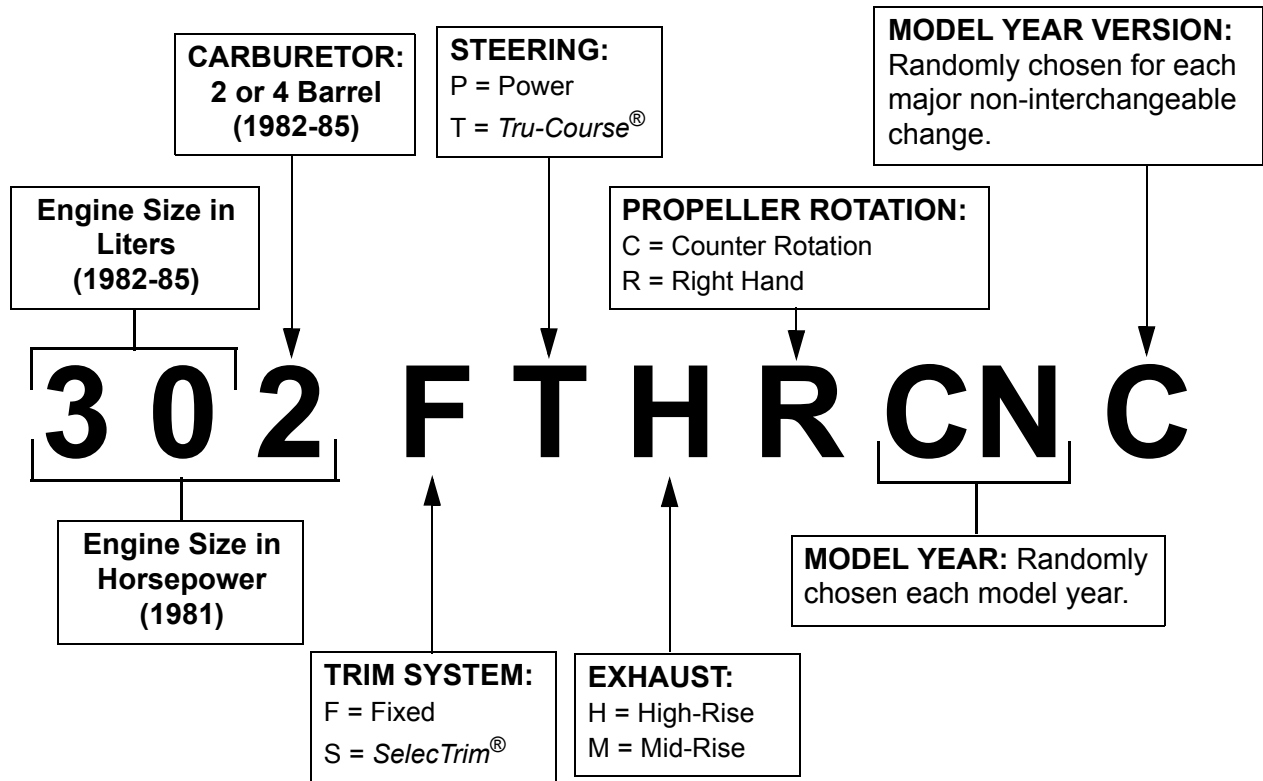 CARBURETOR:
2 or 4 Barrel
(1982-85)
STEERING:
P = Power
T = Tru-Course®
MODEL YEAR VERSION:
Randomly chosen for each
major non-interchangeable
change.
Engine Size in
Liters
(1982-85)
PROPELLER ROTATION:
C = Counter Rotation
R = Right Hand
3 0 2 F T H R CN C
Engine Size in
Horsepower
(1981)
MODEL YEAR: Randomly
chosen each model year.
TRIM SYSTEM:
F = Fixed
S = SelecTrim®
EXHAUST:
H = High-Rise
M = Mid-Rise